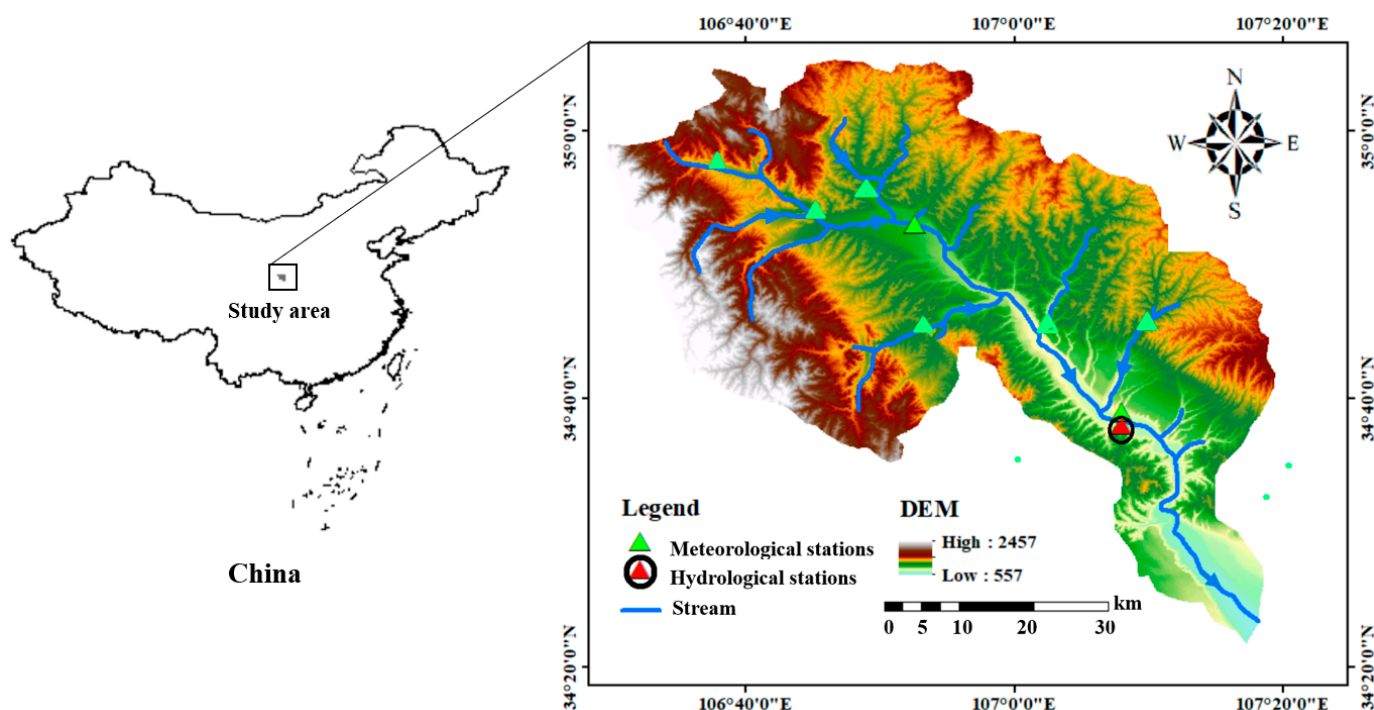 Study area
China
106°40'0"E
107°0'0"E
107°20'0"E
35°0'0"N
34°40'0"N
34°20'0"N
35°0'0"N
34°40'0"N
34°20'0"N
N
W
E
S
Legend
Meteorological stations
Hydrological stations
Stream
DEM
High : 2457
Low : 557
km
0 5 10 20 30
106°40'0"E
107°0'0"E
107°20'0"E